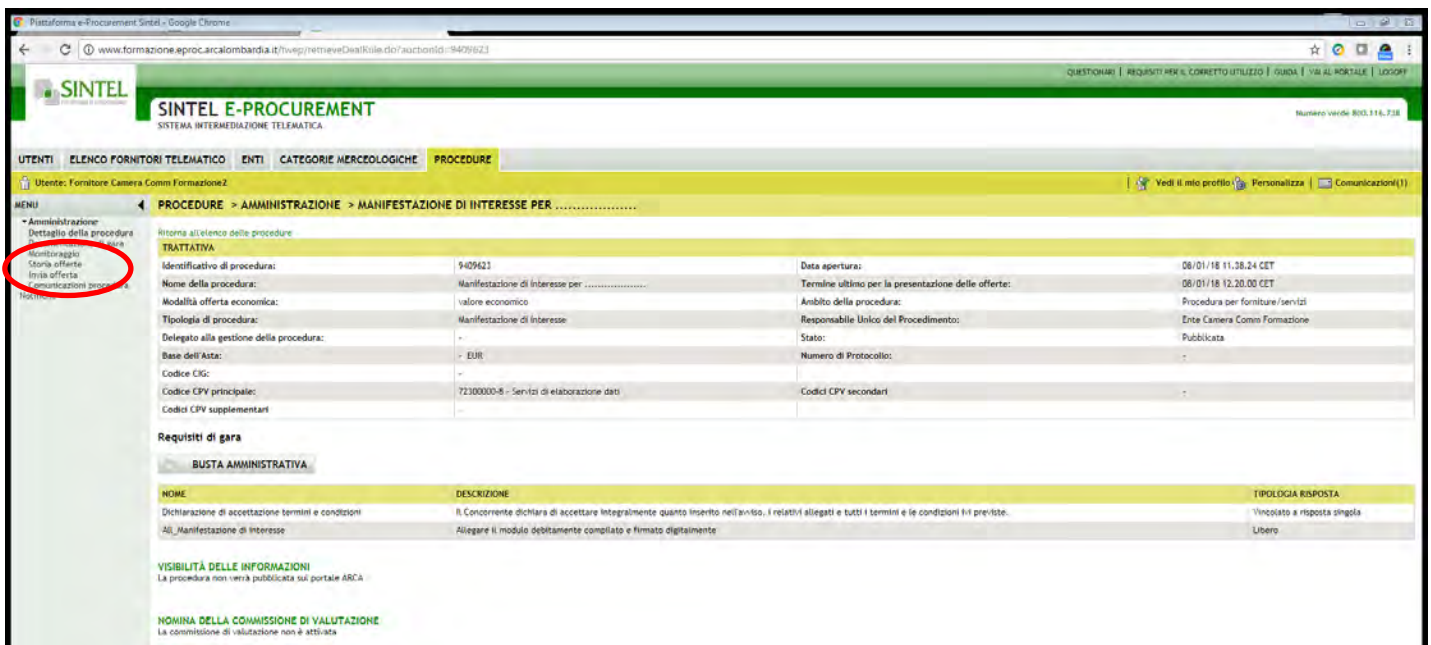 Piattaforma e-Procurement Sintel - Google Chrome
www.formazione.eproc.arcalombardia.it/hwep/retrieveDealRule.do?auctionId=9409623
QUESTIONARI | REQUISITI PER IL CORRETTO UTILIZZO | GUIDA | VAI AL PORTALE | LOGOFF
SINTEL
SINTEL E-PROCUREMENT
SISTEMA INTERMEDIAZIONE TELEMATICA
Numero verde 800.116.738
UTENTI ELENCO FORNITORI TELEMATICO ENTI CATEGORIE MERCEOLOGICHE PROCEDURE
Utente: Fornitore Camera Comm Formazione2 | Vedi il mio profilo Personalizza | Comunicazioni(1)
MENU
Amministrazione
Dettaglio della procedura
Monitoraggio
Storia offerte
Invia offerta
Comunicazioni procedura
PROCEDURE > AMMINISTRAZIONE > MANIFESTAZIONE DI INTERESSE PER ...................
Ritorna all'elenco delle procedure
TRATTATIVA
Identificativo di procedura: 9409623 Data apertura: 08/01/18 11.38.24 CET
Nome della procedura: Manifestazione di interesse per ................... Termine ultimo per la presentazione delle offerte: 08/01/18 12.20.00 CET
Modalità offerta economica: valore economico Ambito della procedura: Procedura per forniture/servizi
Tipologia di procedura: Manifestazione di interesse Responsabile Unico del Procedimento: Ente Camera Comm Formazione
Delegato alla gestione della procedura: - Stato: Pubblicata
Base dell'Asta: - EUR Numero di Protocollo: -
Codice CIG: -
Codice CPV principale: 72300000-8 - Servizi di elaborazione dati Codici CPV secondari -
Codici CPV supplementari -
Requisiti di gara
BUSTA AMMINISTRATIVA
NOME DESCRIZIONE TIPOLOGIA RISPOSTA
Dichiarazione di accettazione termini e condizioni Il Concorrente dichiara di accettare integralmente quanto inserito nell'avviso, i relativi allegati e tutti i termini e le condizioni ivi previste. Vincolato a risposta singola
All_Manifestazione di interesse Allegare il modulo debitamente compilato e firmato digitalmente Libero
VISIBILITÀ DELLE INFORMAZIONI
La procedura non verrà pubblicata sul portale ARCA
NOMINA DELLA COMMISSIONE DI VALUTAZIONE
La commissione di valutazione non è attivata